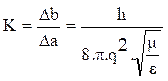 K = Δb/Δa = h/(8.π.q² . √(μ/ε))